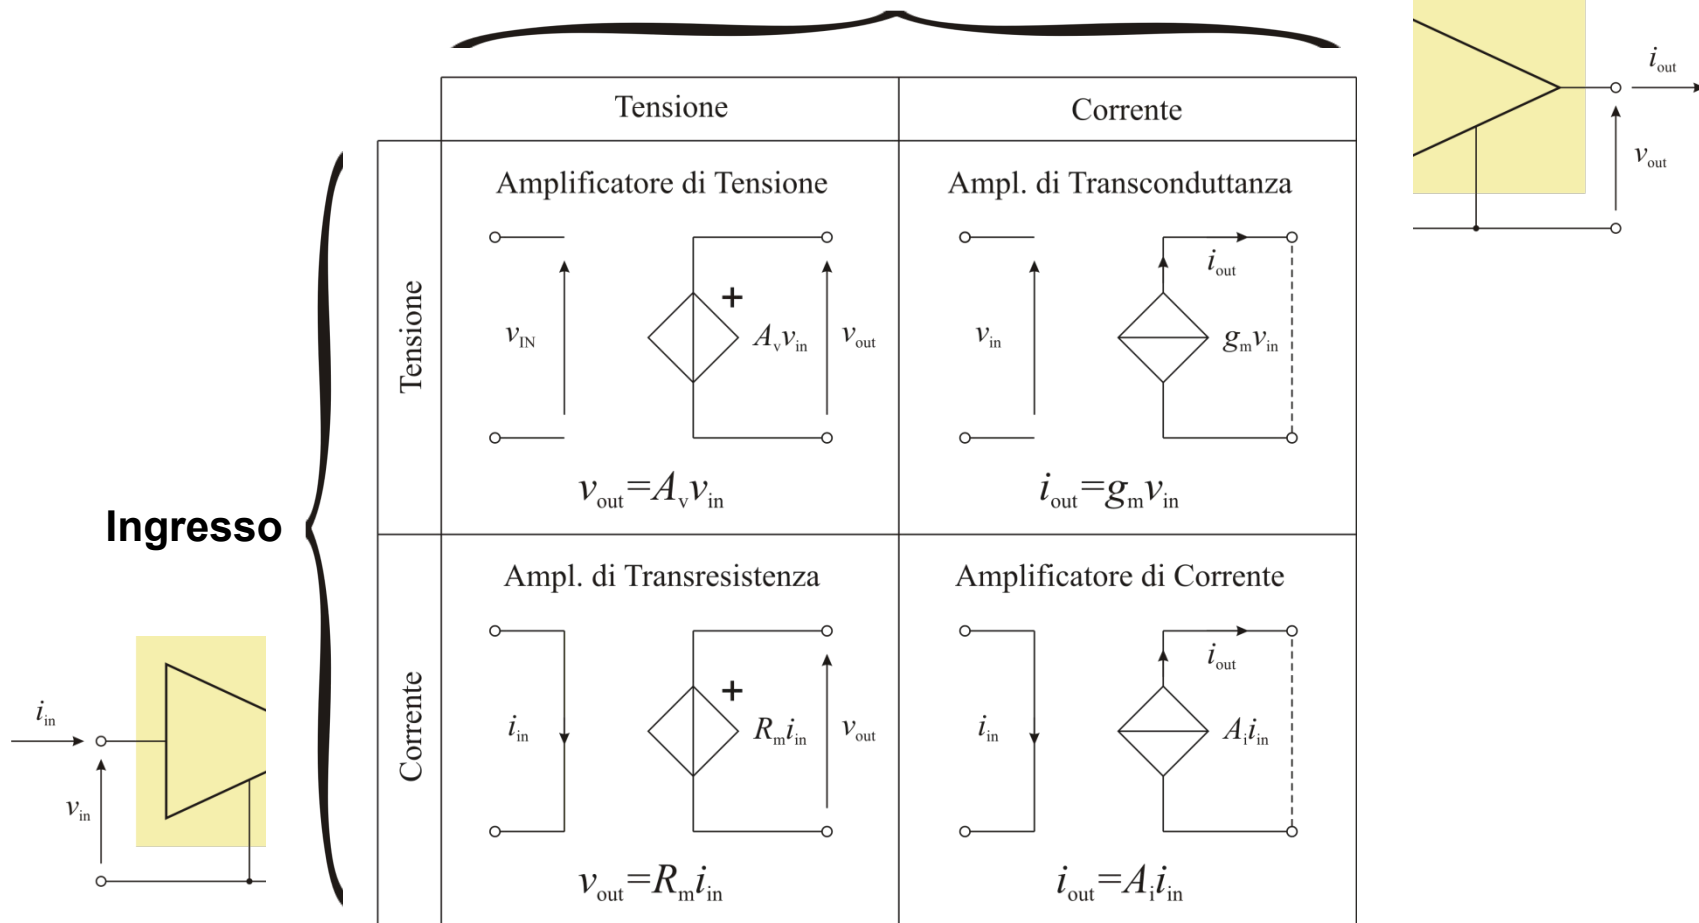 i_out
Tensione
Corrente
v_out
Tensione
Amplificatore di Tensione
v_IN
+
A_v v_in
v_out
v_out=A_v v_in
Ampl. di Transconduttanza
v_in
i_out
g_m v_in
i_out=g_m v_in
Ingresso
Corrente
Ampl. di Transresistenza
i_in
+
R_m i_in
v_out
v_out=R_m i_in
Amplificatore di Corrente
i_in
i_out
A_i i_in
i_out=A_i i_in
i_in
v_in